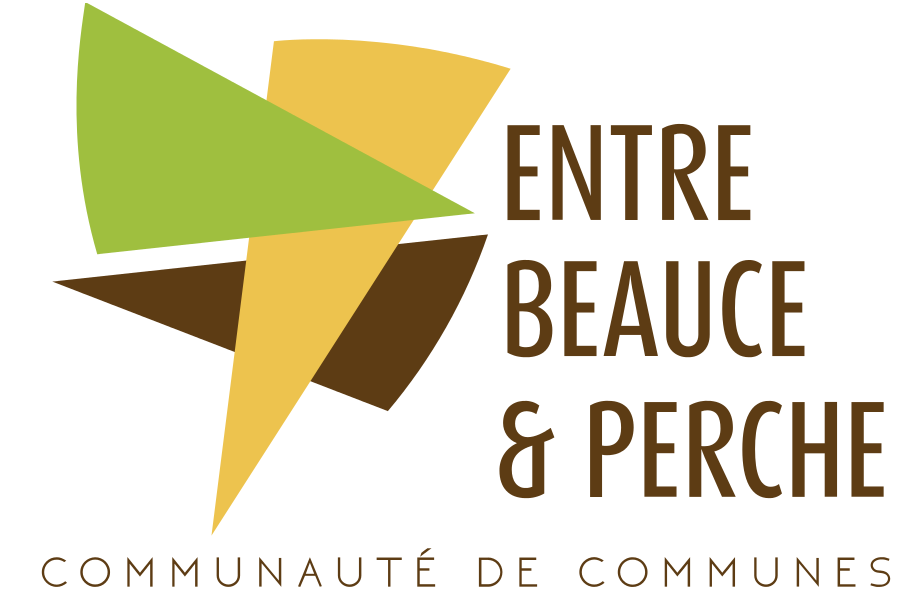 ENTRE
BEAUCE
& PERCHE
COMMUNAUTÉ DE COMMUNES